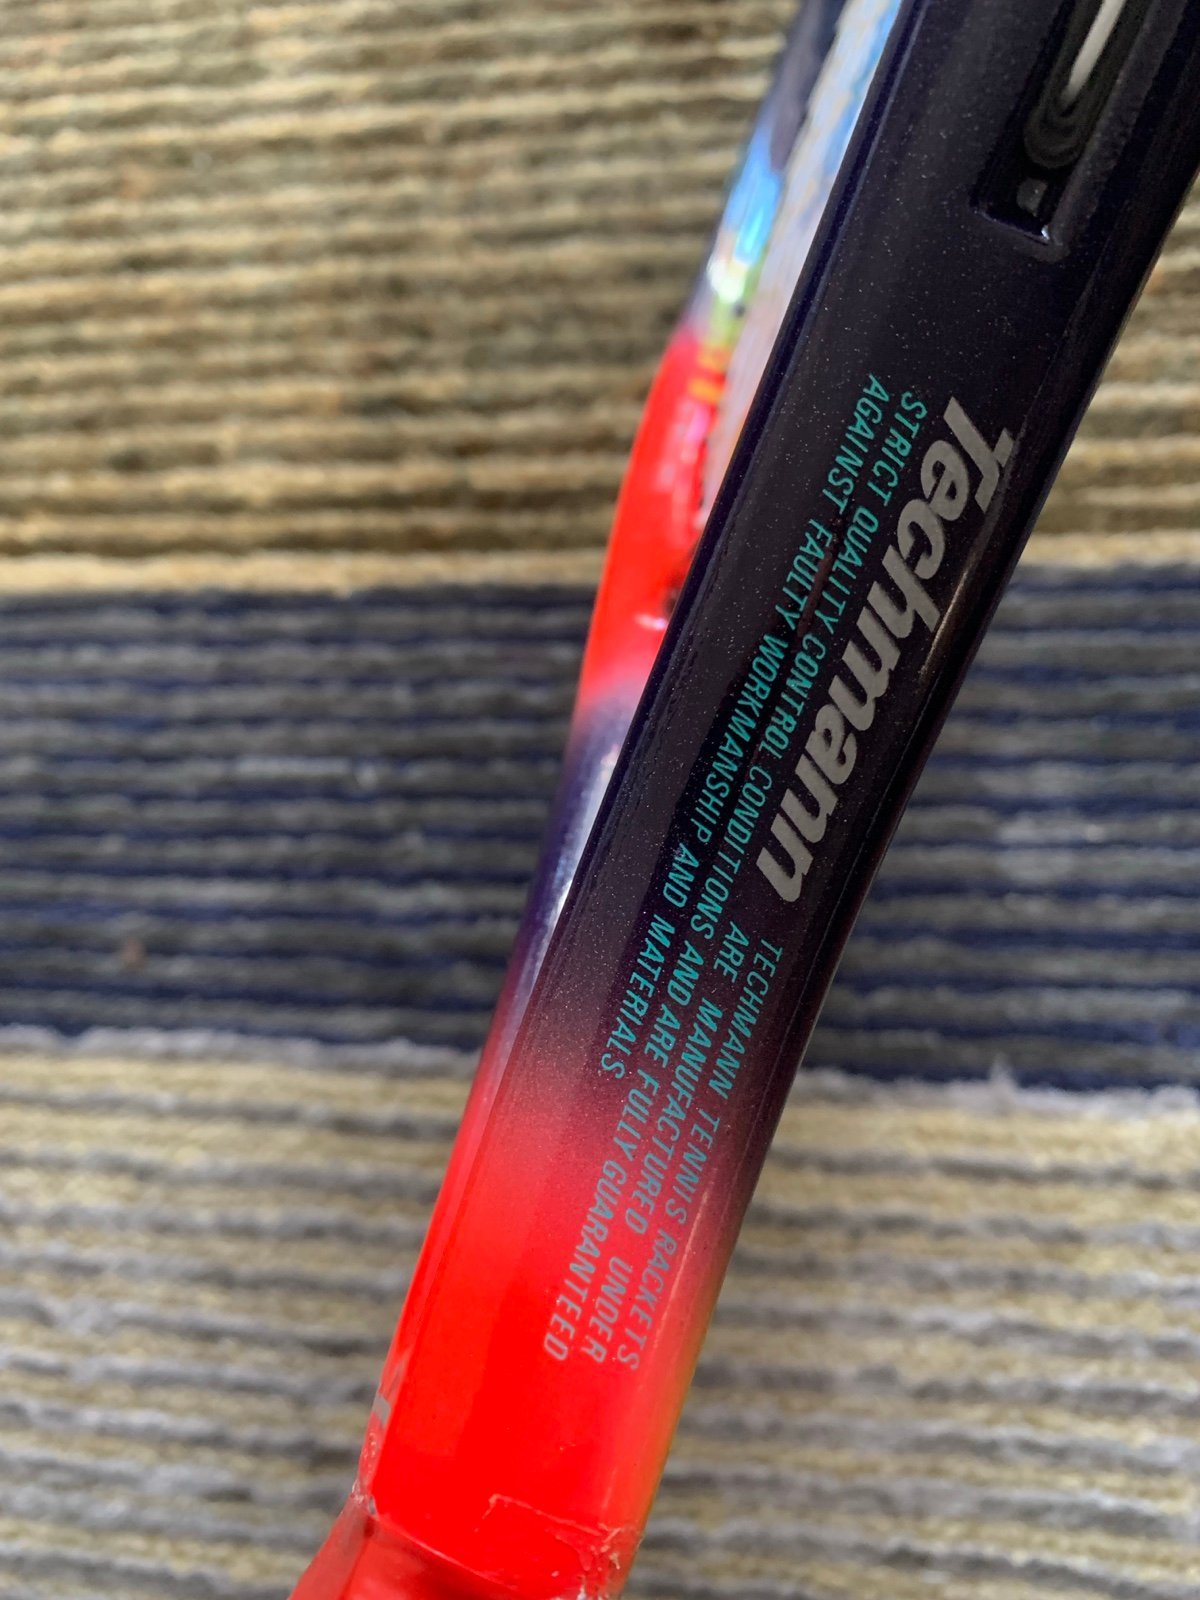 Techmann
TECHMANN TENNIS RACKETS
ARE MANUFACTURED UNDER
STRICT QUALITY CONTROL CONDITIONS AND ARE FULLY GUARANTEED
AGAINST FAULTY WORKMANSHIP AND MATERIALS.